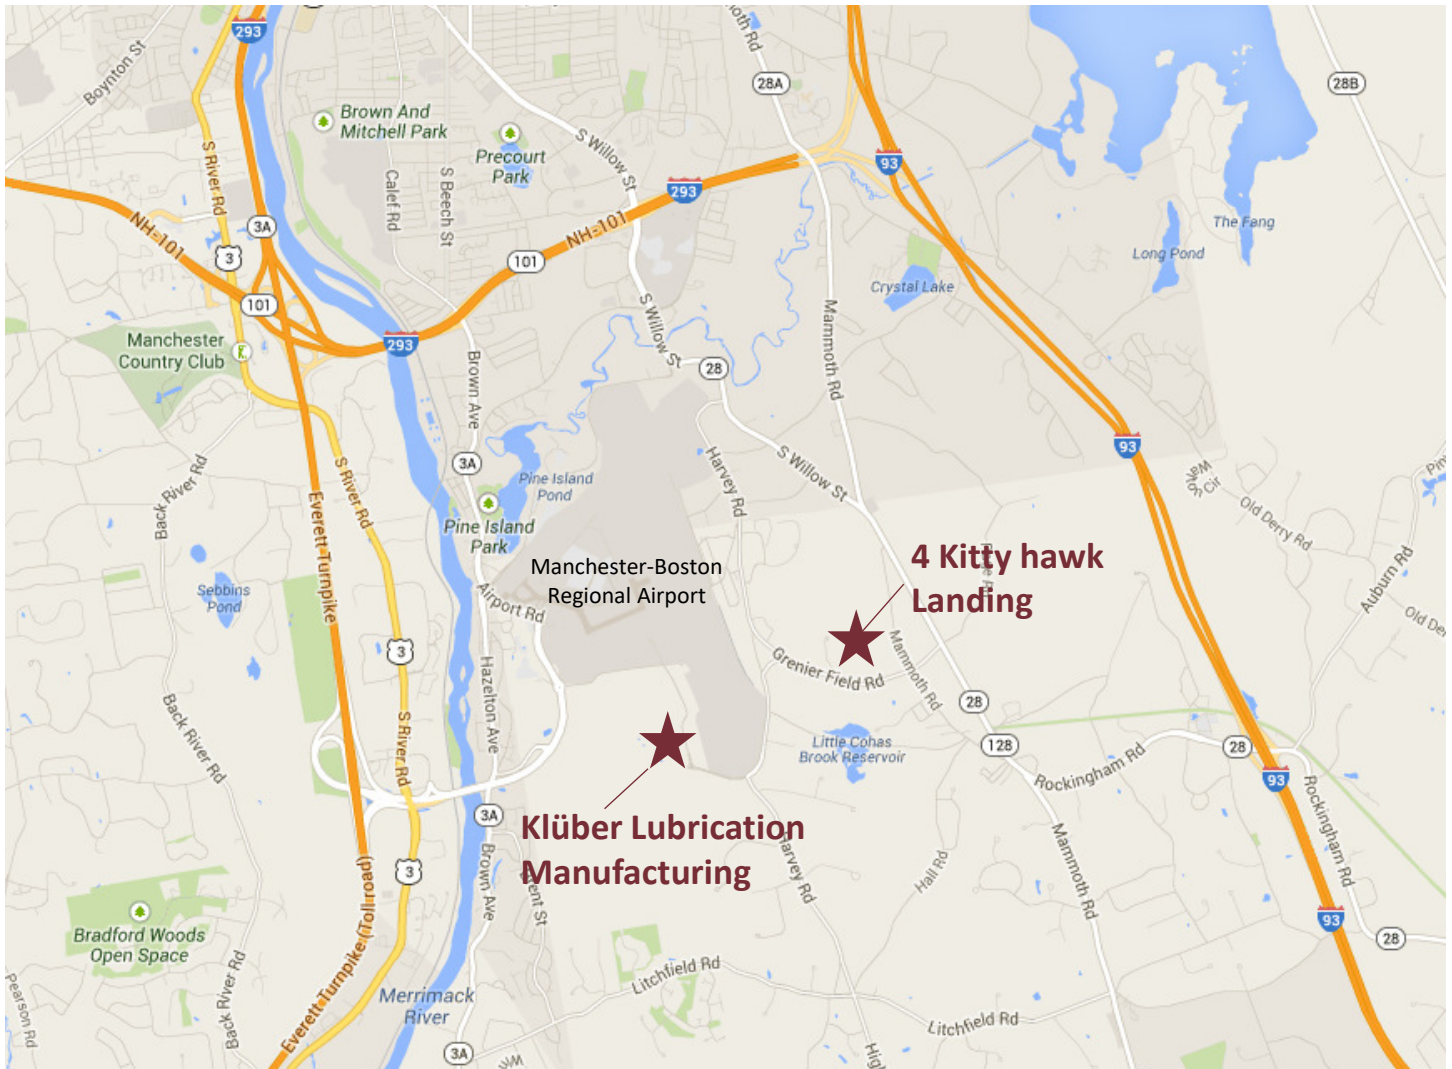 293
Boynton St
moth Rd
28A
28B
Brown And
Mitchell Park
Precourt
Park
S Willow St
S River Rd
Calef Rd
S Beech St
293
93
NH-101
3A
3
101
NH-101
101
The Fang
Long Pond
Crystal Lake
Mammoth Rd
S Willow St
Manchester
Country Club
293
Brown Ave
28
93
3A
Back River Rd
S River Rd
Everett Turnpike
Pine Island
Pond
Pine Island
Park
Harvey Rd
S Willow St
Old Derry Rd
Auburn Rd
Manchester-Boston
Regional Airport
4 Kitty hawk
Landing
Sebbins
Pond
Airport Rd
3
Hazelton Ave
Grenier Field Rd
Mammoth Rd
Old De
28
128
Little Cohas
Brook Reservoir
Rockingham Rd
28
93
Rockingham Rd
Back River Rd
S River Rd
3A
Klüber Lubrication
Manufacturing
Harvey Rd
Hall Rd
Mammoth Rd
3
Brown Ave
Bradford Woods
Open Space
Everett Turnpike (Toll road)
93
28
Pearson Rd
Back River Rd
Merrimack
River
Litchfield Rd
Litchfield Rd
3A
High